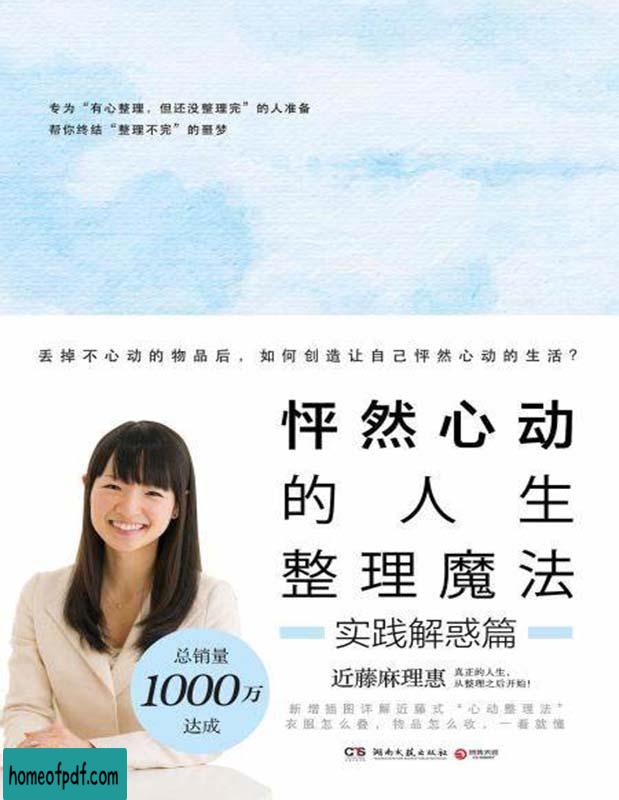 专为“有心整理，但还没整理完”的人准备
帮你终结“整理不完”的噩梦
丢掉不心动的物品后，如何创造让自己怦然心动的生活？
怦然心动
的人生
整理魔法
实践解惑篇
近藤麻理惠
真正的人生，
从整理之后开始！
总销量
1000万
达成
新增插图详解近藤式“心动整理法”
衣服怎么叠，物品怎么收，一看就懂
湖南文艺出版社
homeofpdf.com